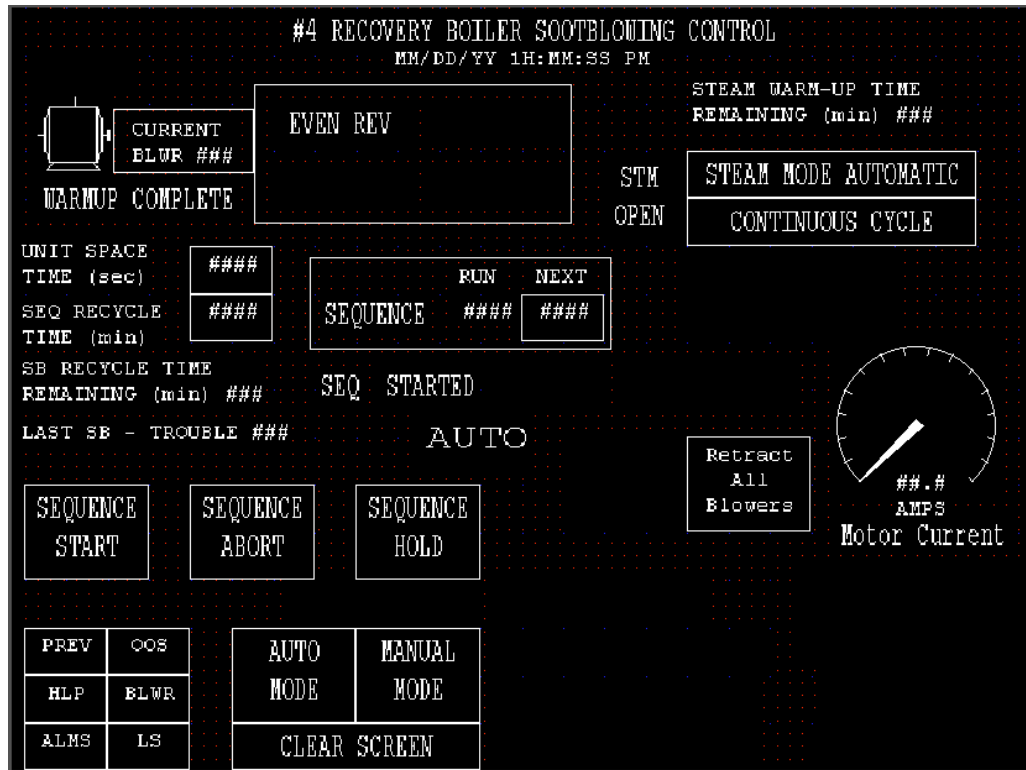 #4 RECOVERY BOILER SOOTBLOWING CONTROL
MM/DD/YY 1H:MM:SS PM
STEAM WARM-UP TIME
REMAINING (min) ###
CURRENT
BLWR ###
WARMUP COMPLETE
EVEN REV
STM
OPEN
STEAM MODE AUTOMATIC
CONTINUOUS CYCLE
UNIT SPACE
TIME (sec)
####
SEQ RECYCLE
TIME (min)
####
RUN NEXT
SEQUENCE #### ####
SB RECYCLE TIME
REMAINING (min) ###
SEQ STARTED
LAST SB - TROUBLE ###
AUTO
Retract
All
Blowers
##.#
AMPS
Motor Current
SEQUENCE
START
SEQUENCE
ABORT
SEQUENCE
HOLD
PREV OOS
HLP BLWR
ALMS LS
AUTO
MODE
MANUAL
MODE
CLEAR SCREEN